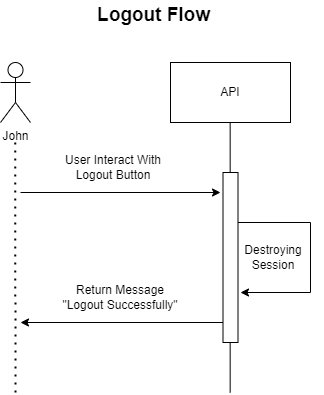 Logout Flow
API
John
User Interact With
Logout Button
Destroying
Session
Return Message
"Logout Successfully"